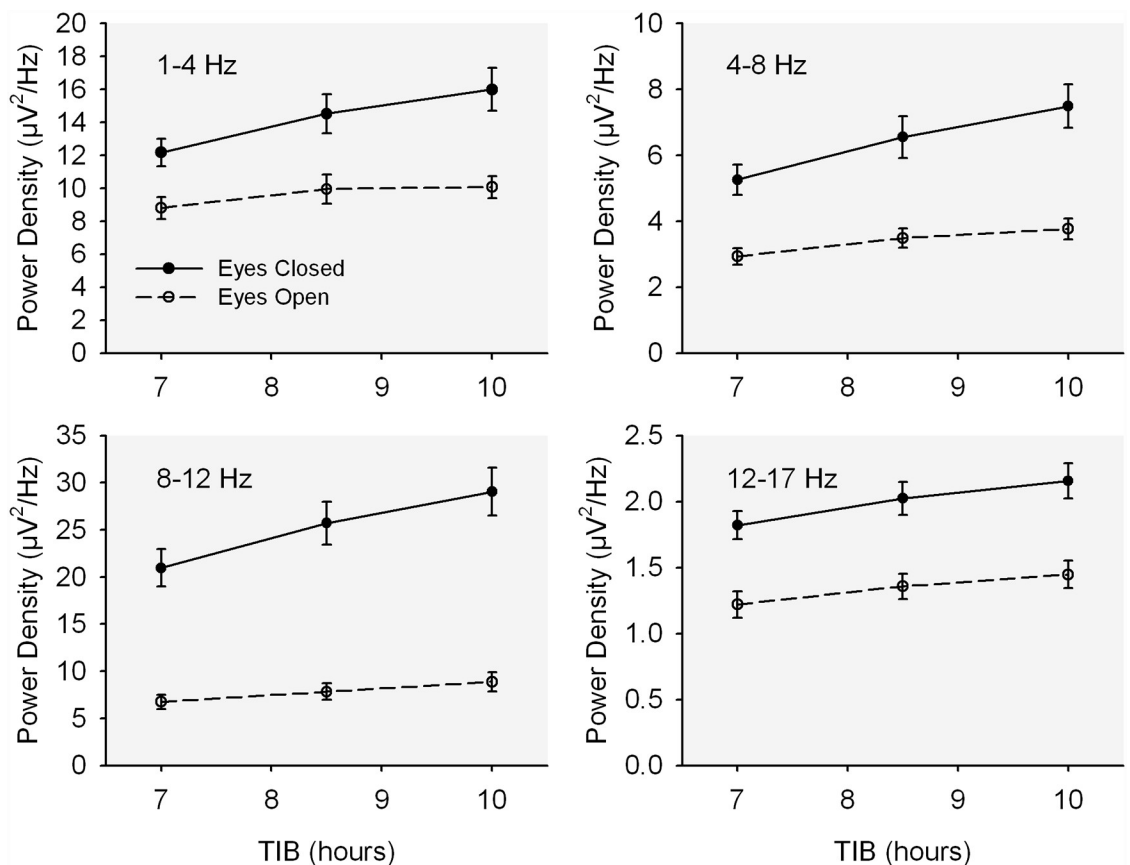 1-4 Hz
Power Density (µV²/Hz)
20
18
16
14
12
10
8
6
4
2
0
Eyes Closed
Eyes Open
7 8 9 10
4-8 Hz
Power Density (µV²/Hz)
10
8
6
4
2
0
7 8 9 10
8-12 Hz
Power Density (µV²/Hz)
35
30
25
20
15
10
5
0
7 8 9 10
TIB (hours)
12-17 Hz
Power Density (µV²/Hz)
2.5
2.0
1.5
1.0
0.5
0.0
7 8 9 10
TIB (hours)